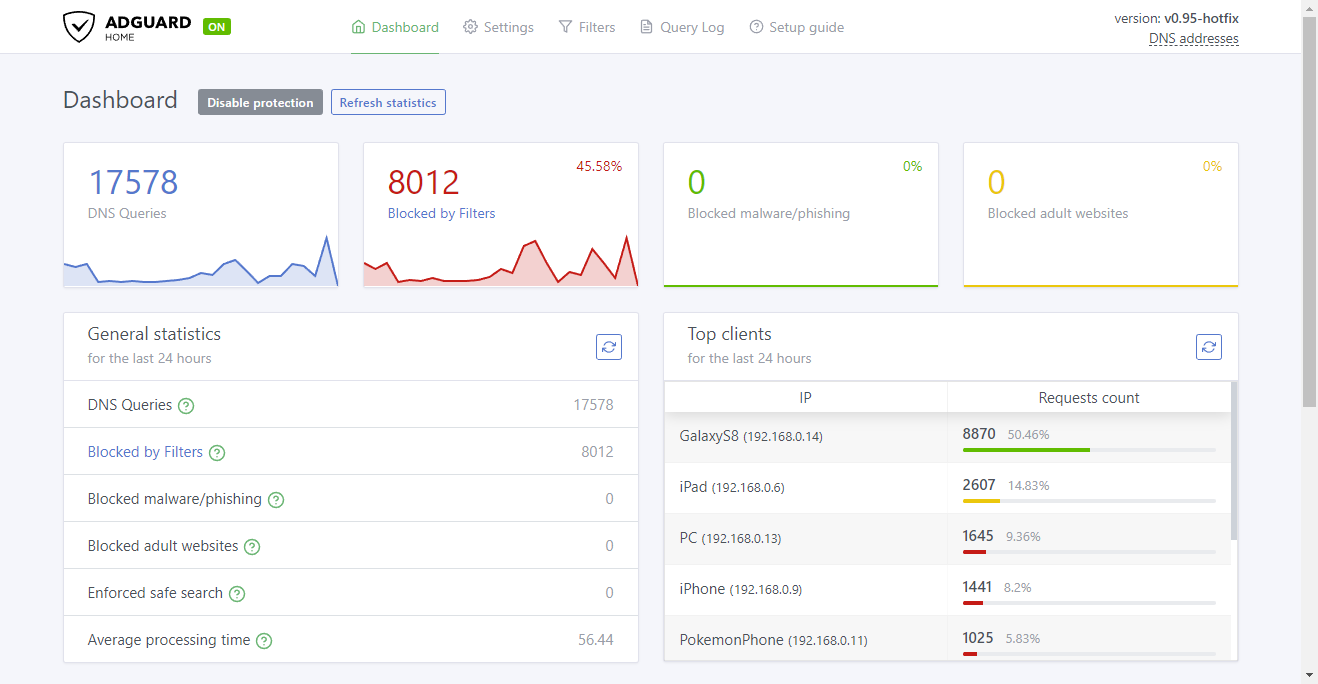 ADGUARD
HOME
ON
Dashboard Settings Filters Query Log Setup guide
version: v0.95-hotfix
DNS addresses
Dashboard Disable protection Refresh statistics
17578
DNS Queries
45.58%
8012
Blocked by Filters
0%
0
Blocked malware/phishing
0%
0
Blocked adult websites
General statistics
for the last 24 hours
DNS Queries ? 17578
Blocked by Filters ? 8012
Blocked malware/phishing ? 0
Blocked adult websites ? 0
Enforced safe search ? 0
Average processing time ? 56.44
Top clients
for the last 24 hours
IP Requests count
GalaxyS8 (192.168.0.14) 8870 50.46%
iPad (192.168.0.6) 2607 14.83%
PC (192.168.0.13) 1645 9.36%
iPhone (192.168.0.9) 1441 8.2%
PokemonPhone (192.168.0.11) 1025 5.83%